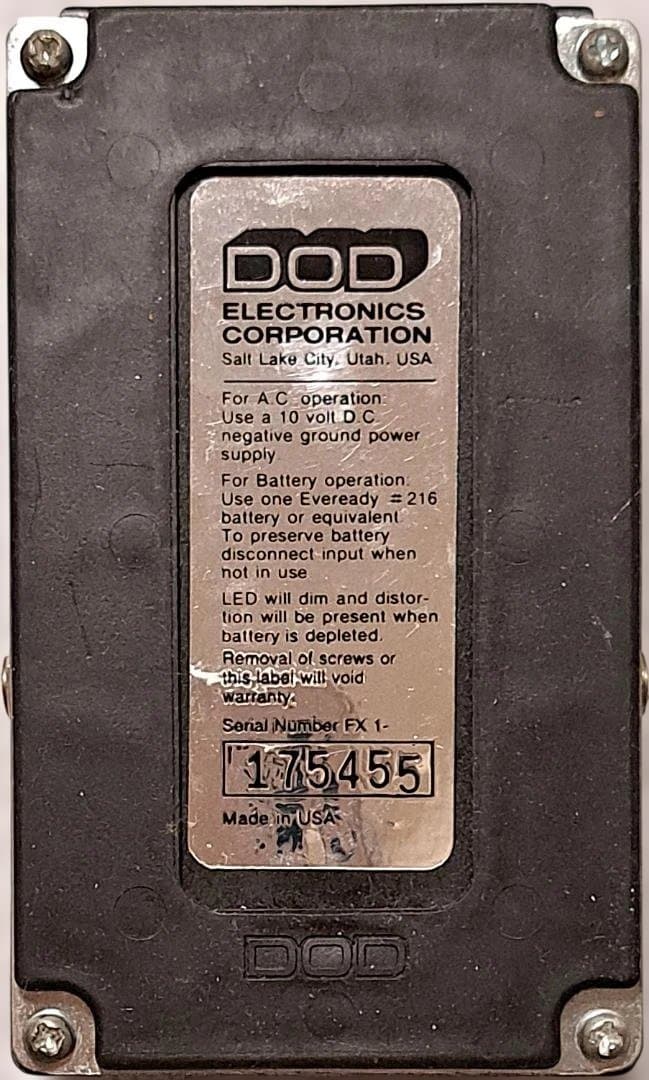 DOD
ELECTRONICS
CORPORATION
Salt Lake City, Utah. USA
For A.C operation:
Use a 10 volt D.C.
negative ground power
supply.
For Battery operation:
Use one Eveready #216
battery or equivalent.
To preserve battery
disconnect input when
not in use
LED will dim and distor-
tion will be present when
battery is depleted.
Removal of screws or
this label will void
warranty.
Serial Number FX 1-
175455
Made in USA
DOD